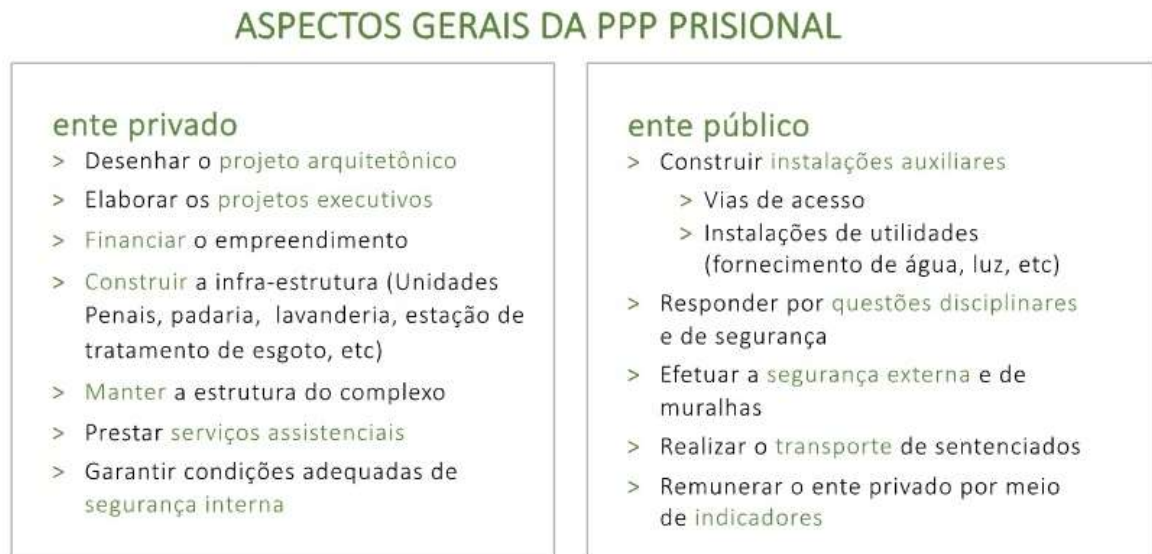 ASPECTOS GERAIS DA PPP PRISIONAL
ente privado
> Desenhar o projeto arquitetônico
> Elaborar os projetos executivos
> Financiar o empreendimento
> Construir a infra-estrutura (Unidades
Penais, padaria, lavanderia, estação de
tratamento de esgoto, etc)
> Manter a estrutura do complexo
> Prestar serviços assistenciais
> Garantir condições adequadas de
segurança interna
ente público
> Construir instalações auxiliares
> Vias de acesso
> Instalações de utilidades
(fornecimento de água, luz, etc)
> Responder por questões disciplinares
e de segurança
> Efetuar a segurança externa e de
muralhas
> Realizar o transporte de sentenciados
> Remunerar o ente privado por meio
de indicadores